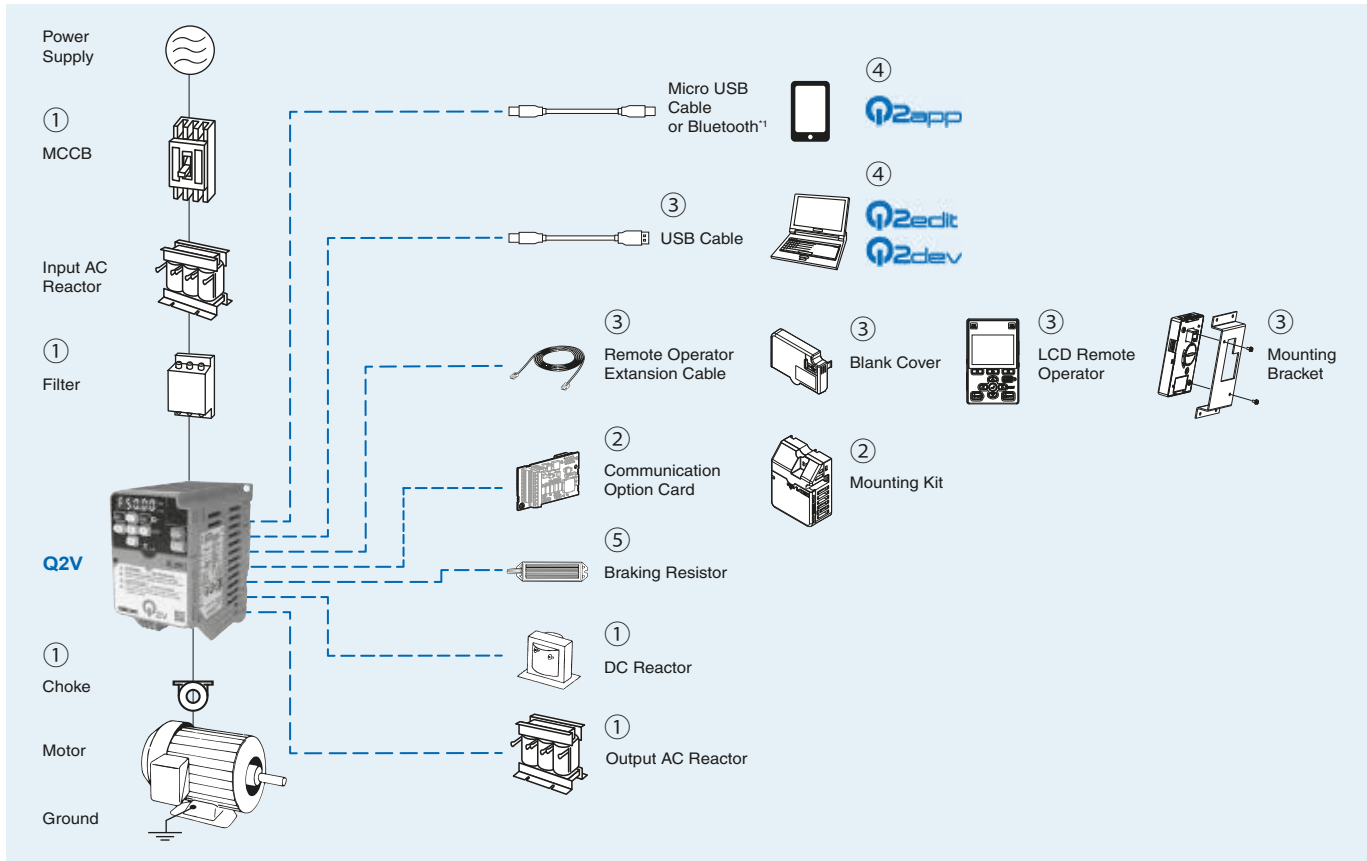 Power
Supply
①
MCCB
Input AC
Reactor
①
Filter
Q2V
①
Choke
Motor
Ground
Micro USB
Cable
or Bluetooth*1
④
Q2app
③
USB Cable
④
Q2edit
Q2dev
③
Remote Operator
Extension Cable
③
Blank Cover
③
LCD Remote
Operator
③
Mounting
Bracket
②
Communication
Option Card
②
Mounting Kit
⑤
Braking Resistor
①
DC Reactor
①
Output AC Reactor